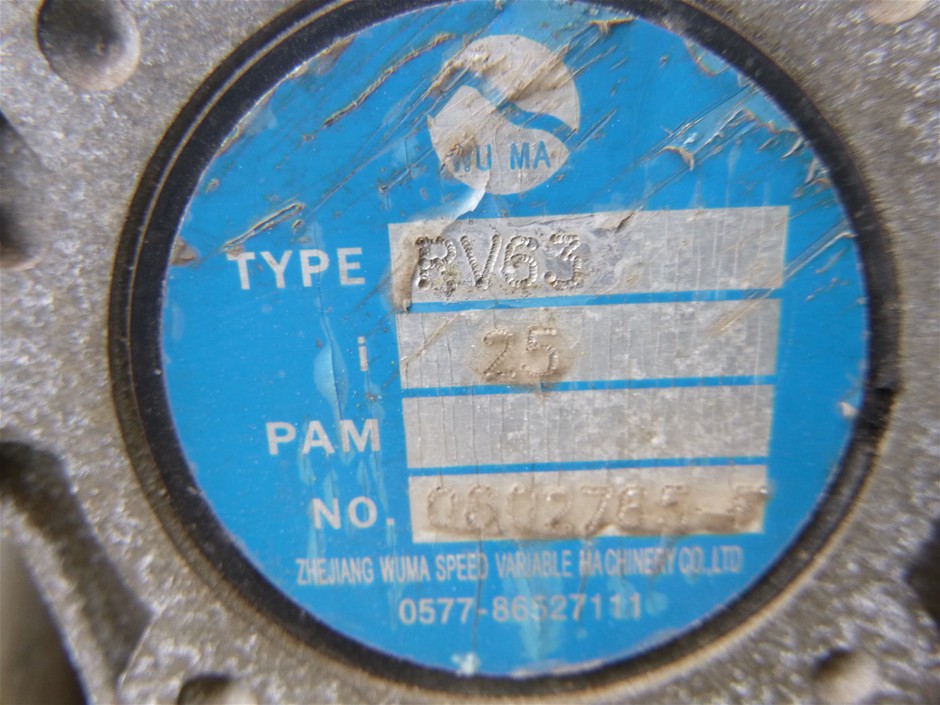 WU MA
TYPE RV63
i 25
PAM
NO.
ZHEJIANG WUMA SPEED VARIABLE MACHINERY CO.,LTD
0577-86527111